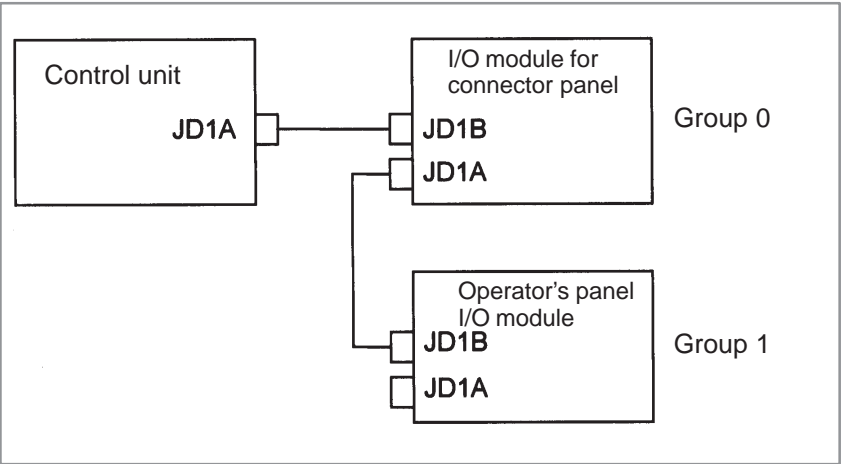 Control unit
JD1A
I/O module for
connector panel
JD1B
JD1A
Group 0
Operator's panel
I/O module
JD1B
JD1A
Group 1